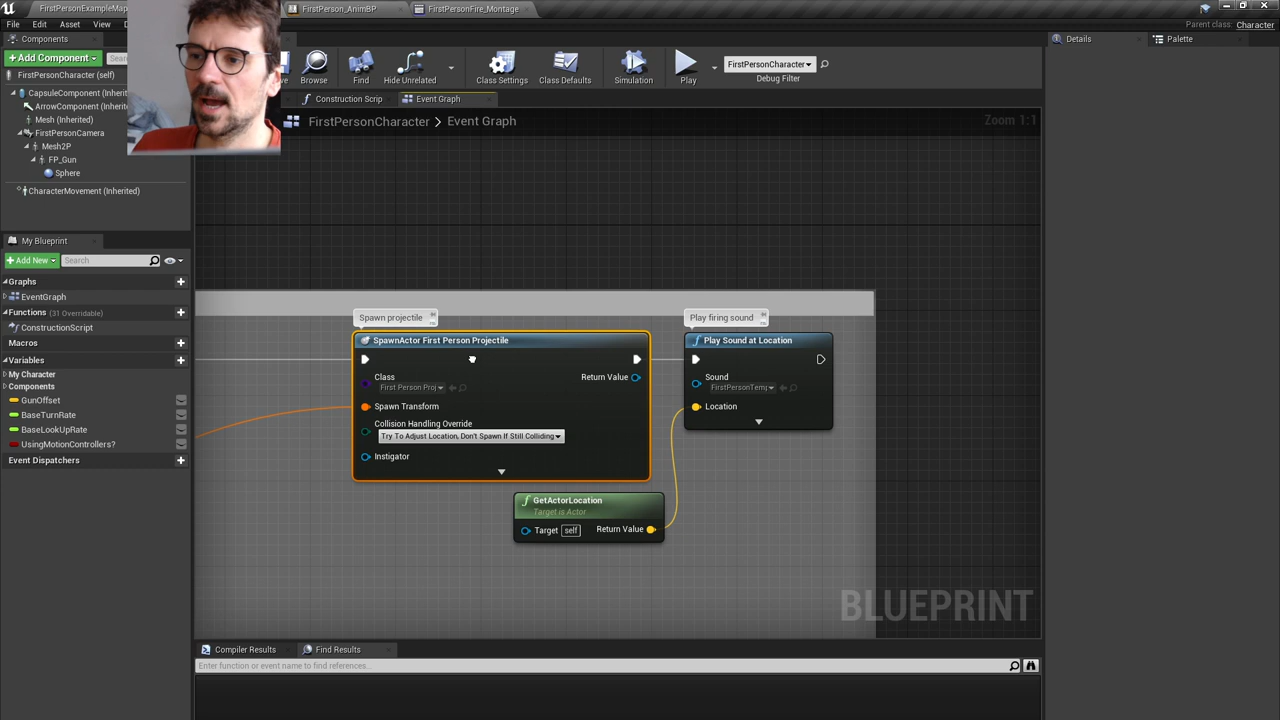 FirstPersonExampleMap
FirstPerson_AnimBP
FirstPersonFire_Montage
File
Edit
Asset
View
Parent class: Character
Components
Details
Palette
+Add Component
Browse
Find
Hide Unrelated
Class Settings
Class Defaults
Simulation
Play
FirstPersonCharacter
Debug Filter
FirstPersonCharacter (self)
CapsuleComponent (Inherit
ArrowComponent (Inherite
Mesh (Inherited)
FirstPersonCamera
Mesh2P
FP_Gun
Sphere
CharacterMovement (Inherited)
Construction Scrip
Event Graph
FirstPersonCharacter > Event Graph
Zoom 1:1
My Blueprint
+Add New
Search
Graphs
EventGraph
Functions (31 Overridable)
ConstructionScript
Macros
Variables
My Character
Components
GunOffset
BaseTurnRate
BaseLookUpRate
UsingMotionControllers?
Event Dispatchers
Spawn projectile
SpawnActor First Person Projectile
Class
First Person Proj
Return Value
Spawn Transform
Collision Handling Override
Try To Adjust Location, Don't Spawn If Still Colliding
Instigator
Play firing sound
Play Sound at Location
Sound
FirstPersonTemp
Location
GetActorLocation
Target is Actor
Target self
Return Value
BLUEPRINT
Compiler Results
Find Results
Enter function or event name to find references...